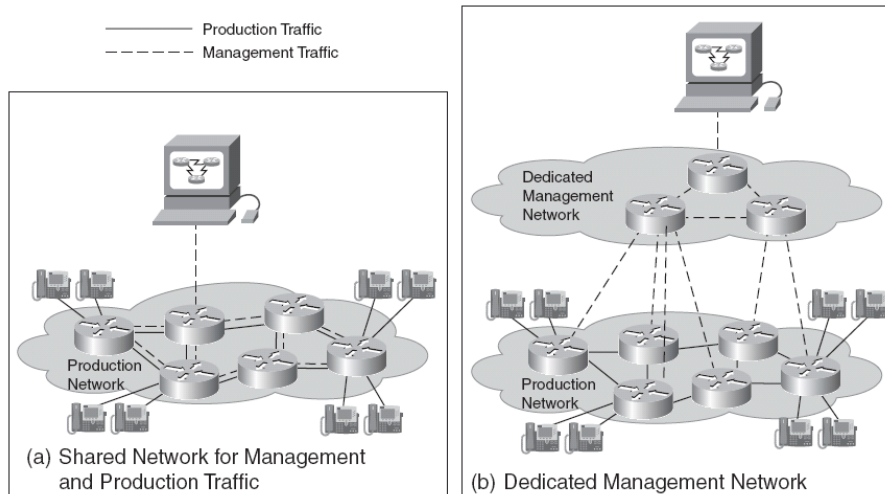 Production Traffic
Management Traffic
Production
Network
(a) Shared Network for Management
and Production Traffic
Dedicated
Management
Network
Production
Network
(b) Dedicated Management Network